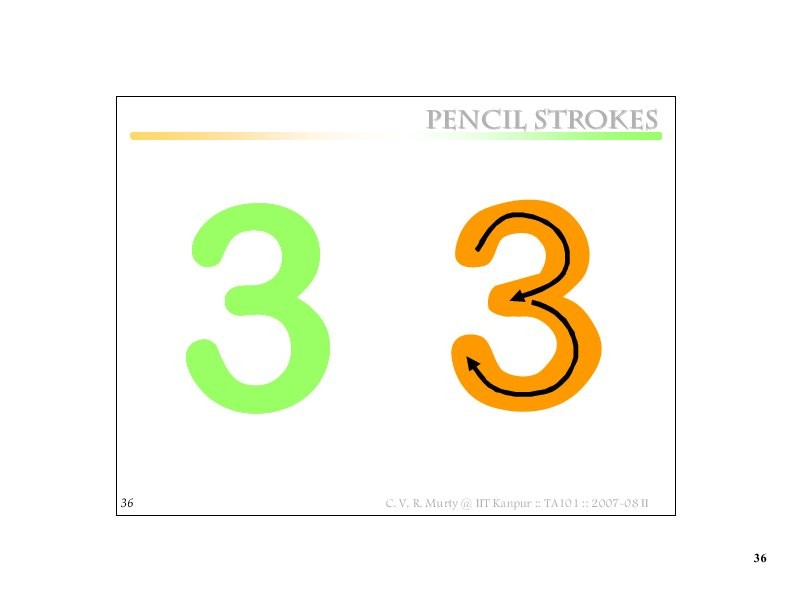 PENCIL STROKES
3 3
36 C. V. R. Murty @ IIT Kanpur :: TA101 :: 2007-08 II
36